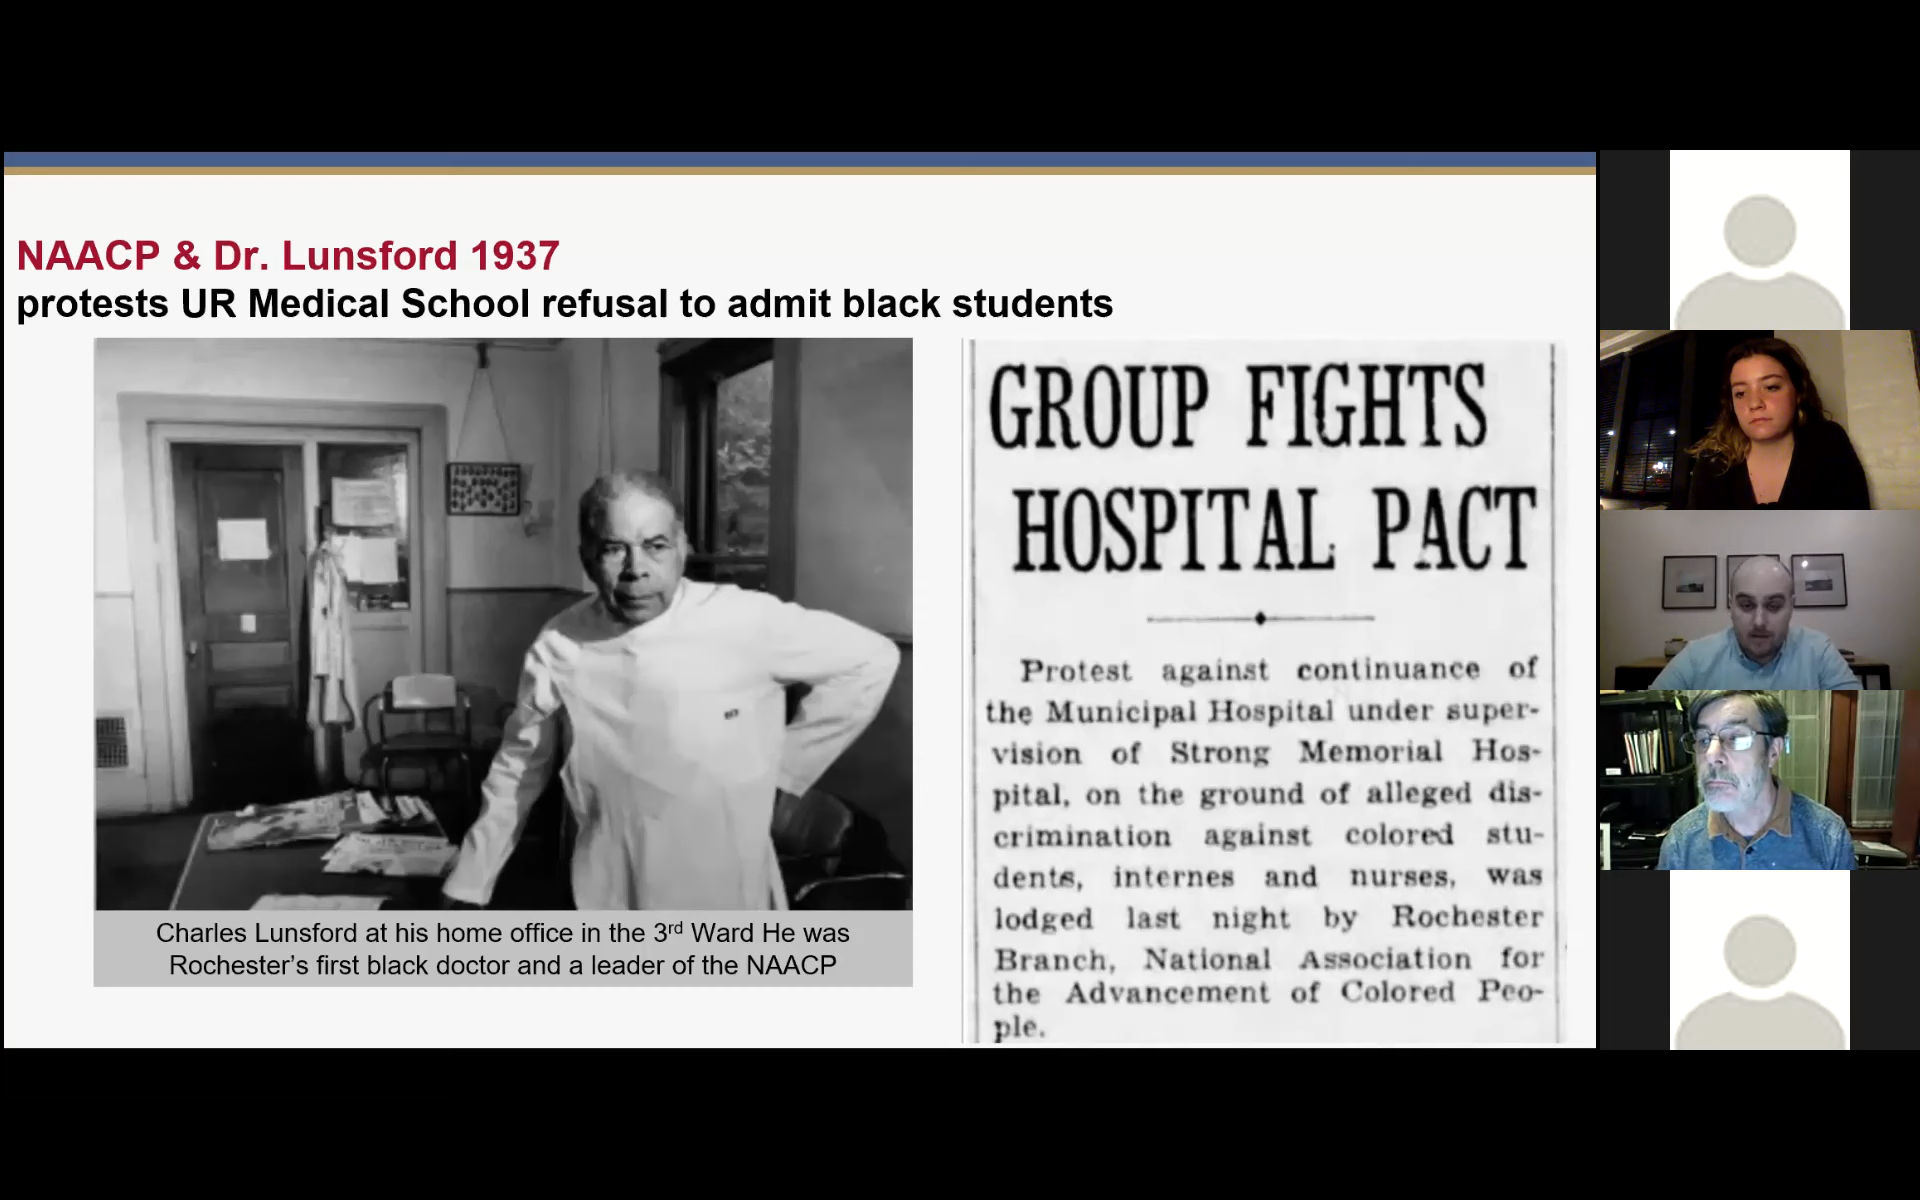 NAACP & Dr. Lunsford 1937
protests UR Medical School refusal to admit black students
Charles Lunsford at his home office in the 3rd Ward He was
Rochester’s first black doctor and a leader of the NAACP
GROUP FIGHTS
HOSPITAL PACT
Protest against continuance of
the Municipal Hospital under super-
vision of Strong Memorial Hos-
pital, on the ground of alleged dis-
crimination against colored stu-
dents, internes and nurses, was
lodged last night by Rochester
Branch, National Association for
the Advancement of Colored Peo-
ple.